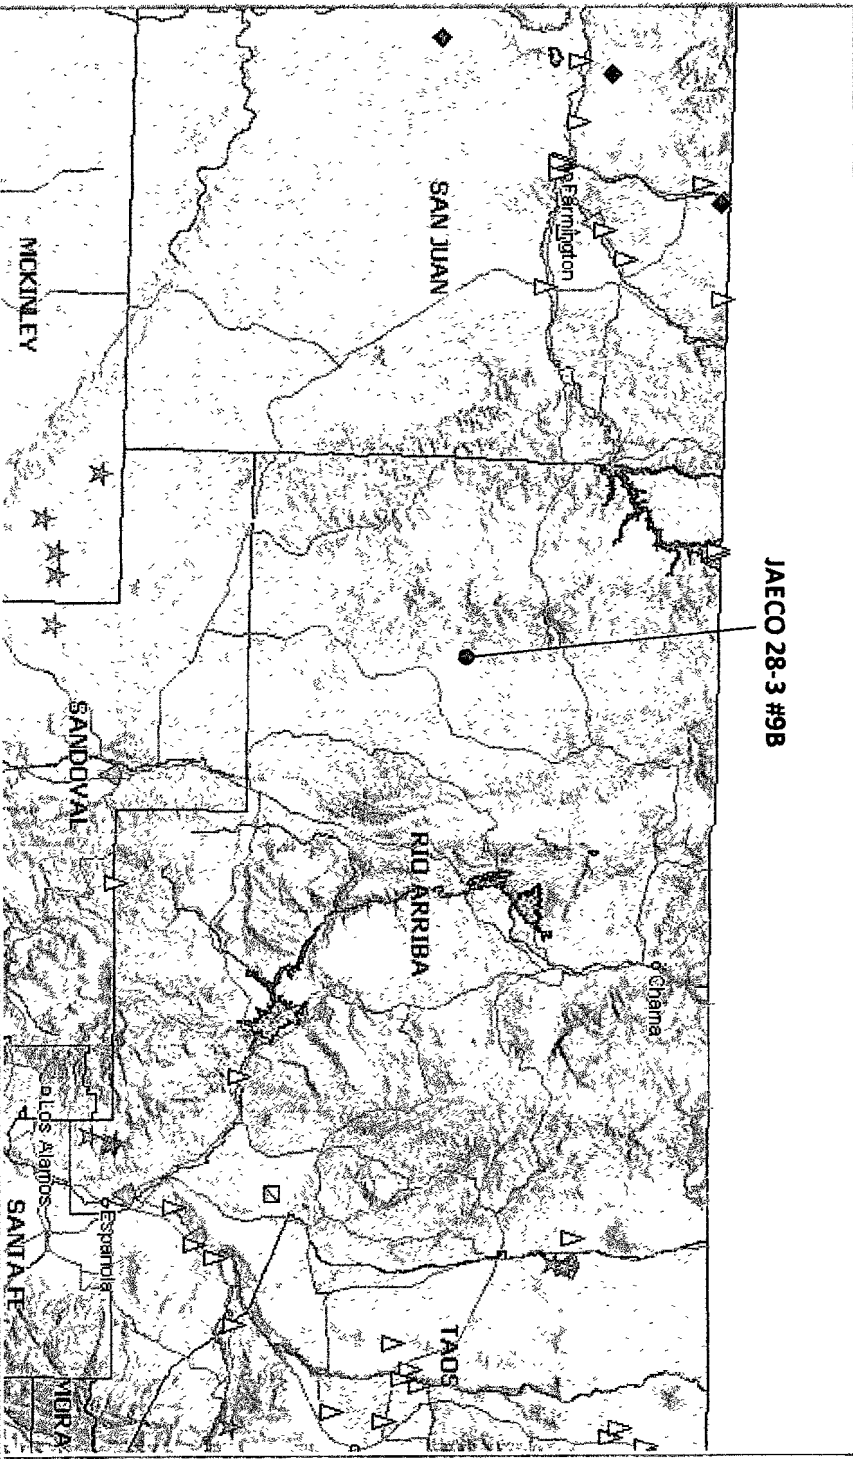 JAECO 28-3 #9B
Chama
Farmington
SAN JUAN
RIO ARRIBA
TAOS
MCKINLEY
SANDOVAL
Los Alamos
Espanola
SANTA FE
MORA